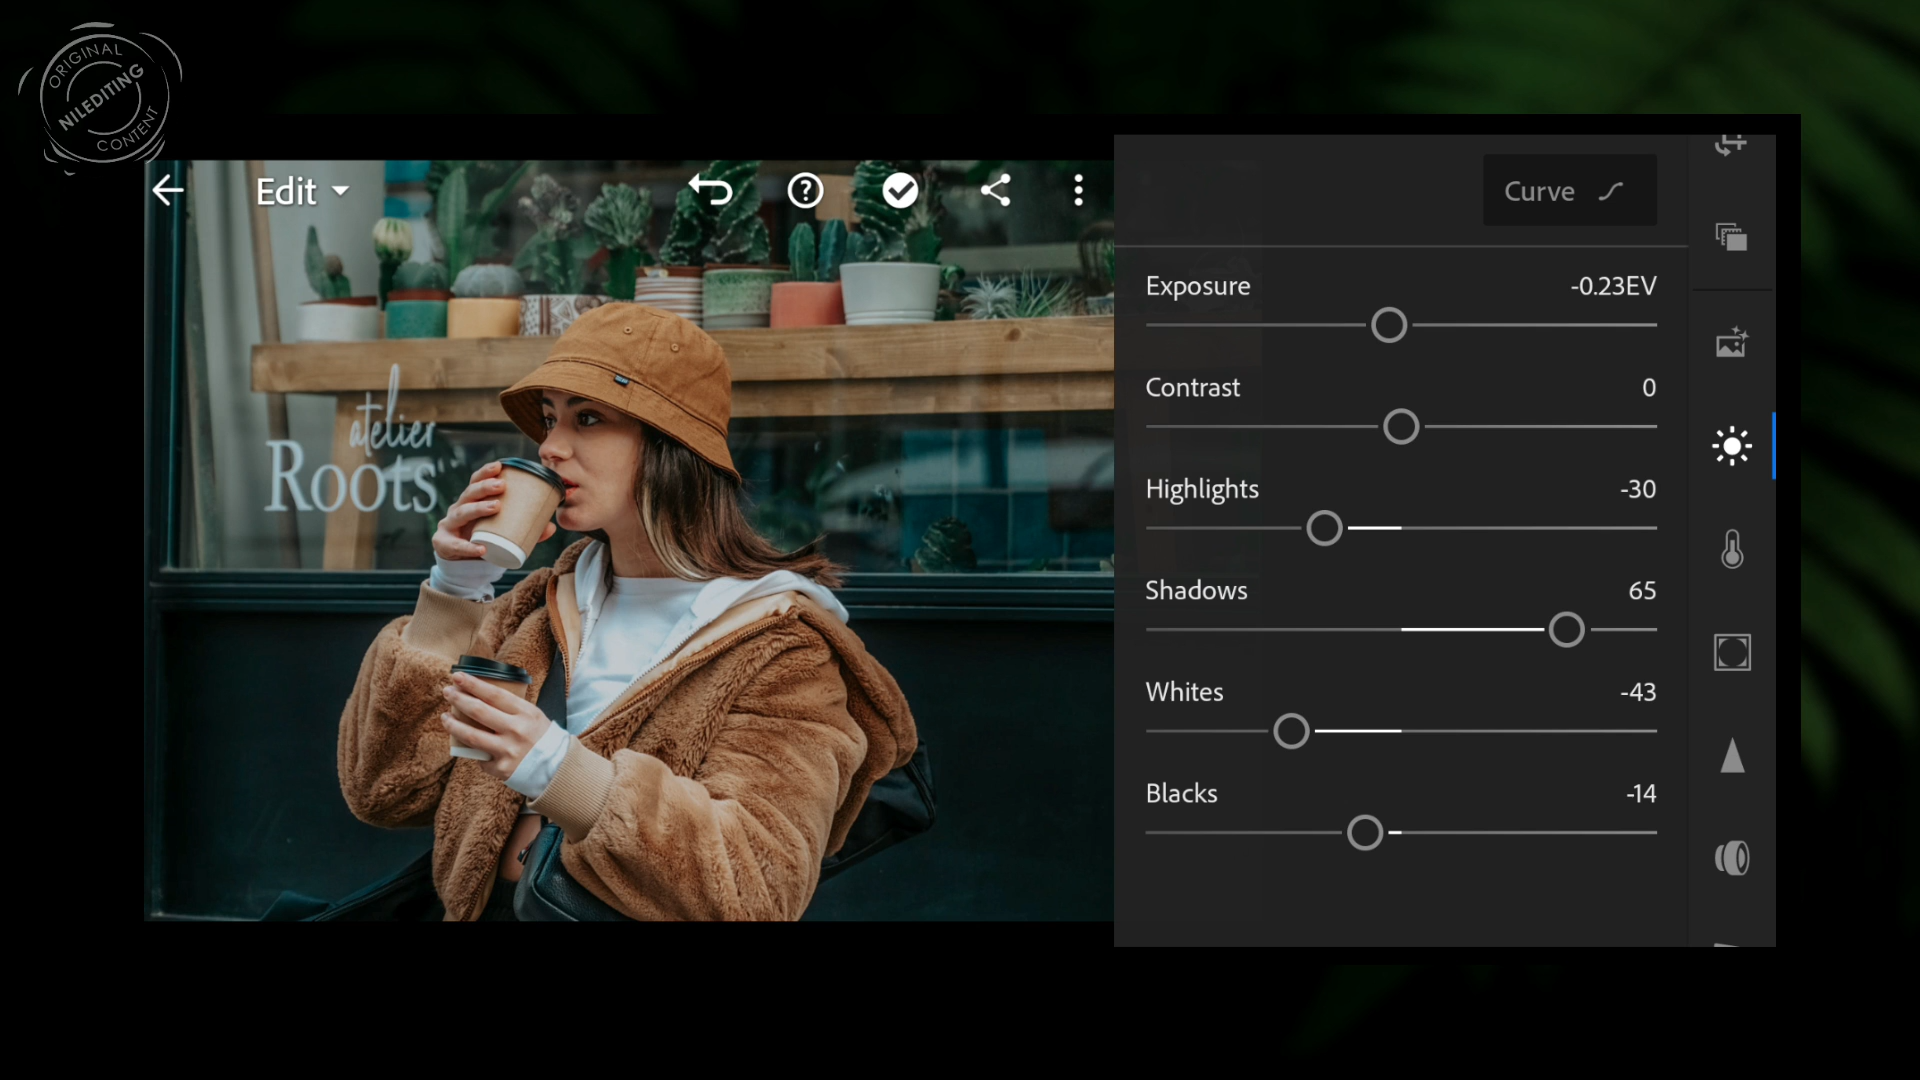 ORIGINAL
NILEDITING
CONTENT
Edit
Curve
Exposure -0.23EV
Contrast 0
Highlights -30
Shadows 65
Whites -43
Blacks -14
atelier
Roots